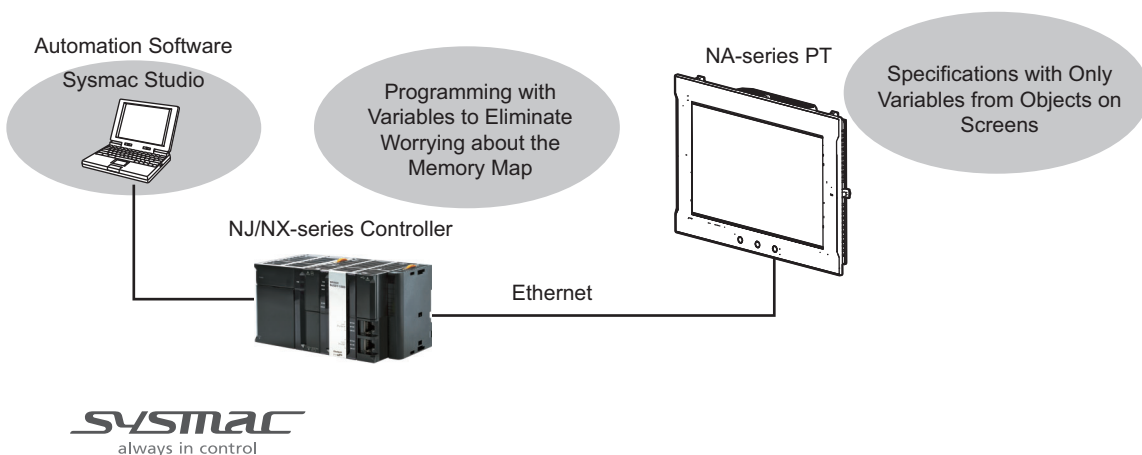 Automation Software
Sysmac Studio
Programming with
Variables to Eliminate
Worrying about the
Memory Map
NA-series PT
Specifications with Only
Variables from Objects on
Screens
NJ/NX-series Controller
Ethernet
sysmac
always in control